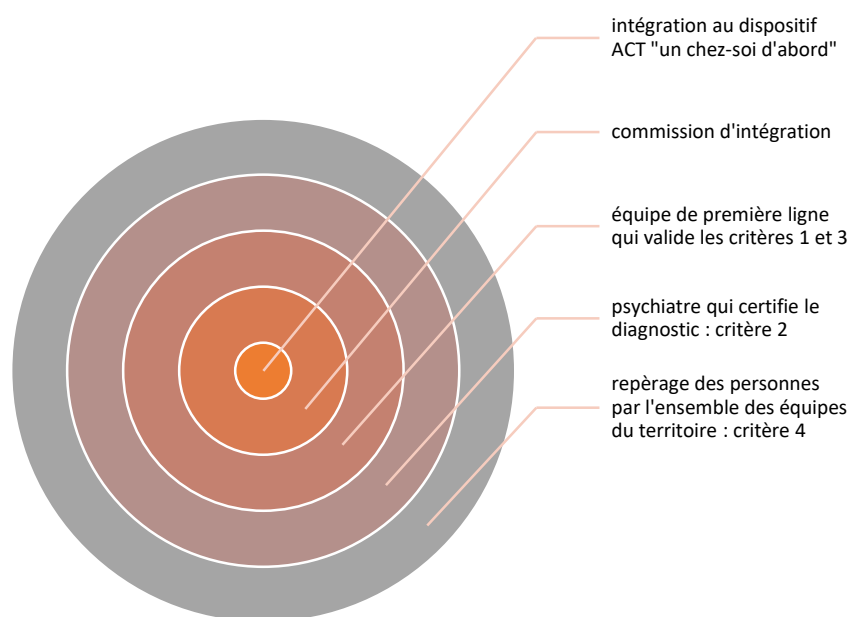 intégration au dispositif
ACT "un chez-soi d'abord"
commission d'intégration
équipe de première ligne
qui valide les critères 1 et 3
psychiatre qui certifie le
diagnostic : critère 2
repèrage des personnes
par l'ensemble des équipes
du territoire : critère 4